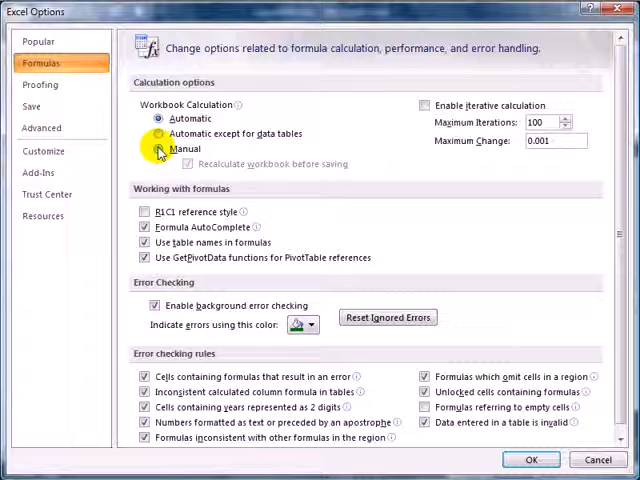 Excel Options
Popular
Formulas
Proofing
Save
Advanced
Customize
Add-Ins
Trust Center
Resources
Change options related to formula calculation, performance, and error handling.
Calculation options
Workbook Calculation
Automatic
Automatic except for data tables
Manual
Recalculate workbook before saving
Enable iterative calculation
Maximum Iterations: 100
Maximum Change: 0.001
Working with formulas
R1C1 reference style
Formula AutoComplete
Use table names in formulas
Use GetPivotData functions for PivotTable references
Error Checking
Enable background error checking
Indicate errors using this color:
Reset Ignored Errors
Error checking rules
Cells containing formulas that result in an error
Inconsistent calculated column formula in tables
Cells containing years represented as 2 digits
Numbers formatted as text or preceded by an apostrophe
Formulas inconsistent with other formulas in the region
Formulas which omit cells in a region
Unlocked cells containing formulas
Formulas referring to empty cells
Data entered in a table is invalid
OK
Cancel